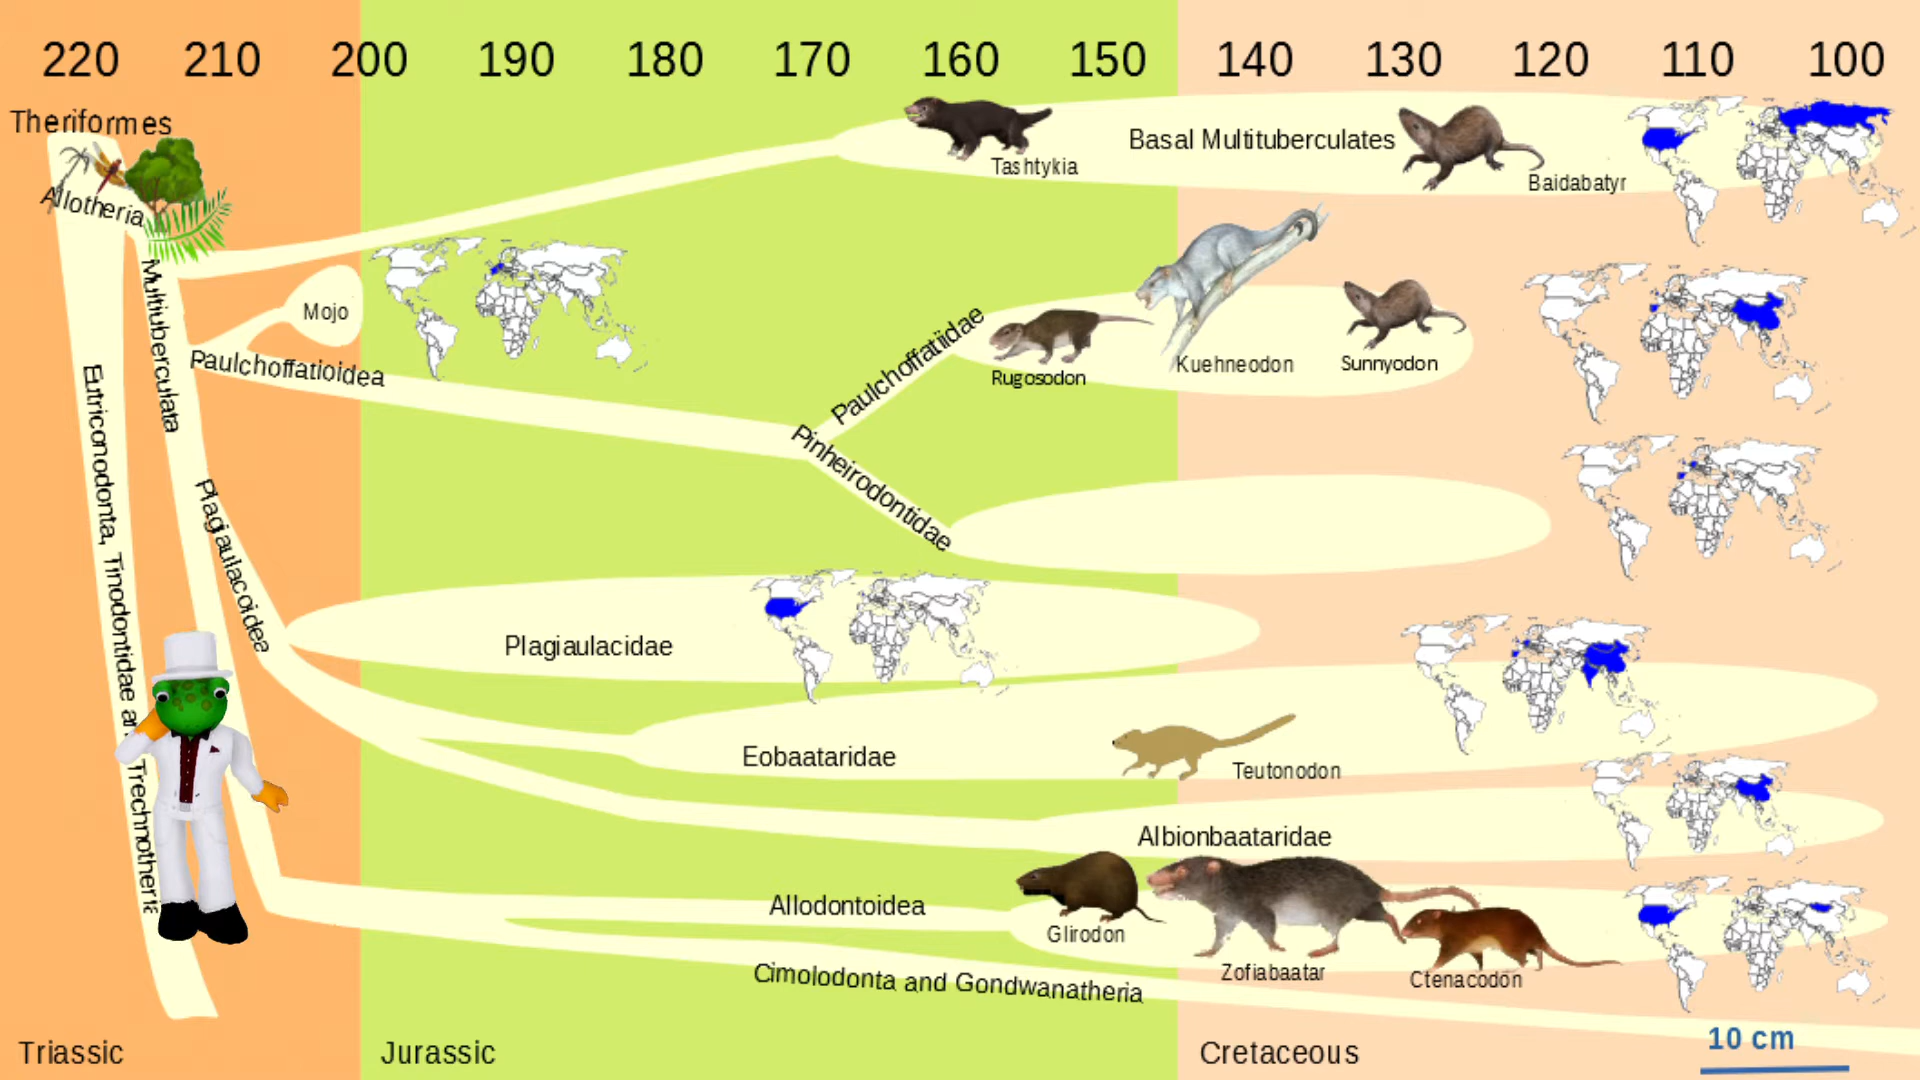 220 210 200 190 180 170 160 150 140 130 120 110 100
Theriformes
Allotheria
Tashtykia
Basal Multituberculates
Baidabatyr
Multiuberculata
Mojo
Paulchoffatioidea
Paulchoffatiidae
Rugosodon
Kuehneodon
Sunnyodon
Eutriconodonta, Tinodontidae
Trechnotheria
Pinheirodontidae
Plagiaulacoidea
Plagiaulacidae
Eobaataridae
Teutonodon
Albionbaataridae
Allodontoidea
Glirodon
Zofiabaatar
Ctenacodon
Cimolodonta and Gondwanatheria
10 cm
Triassic
Jurassic
Cretaceous